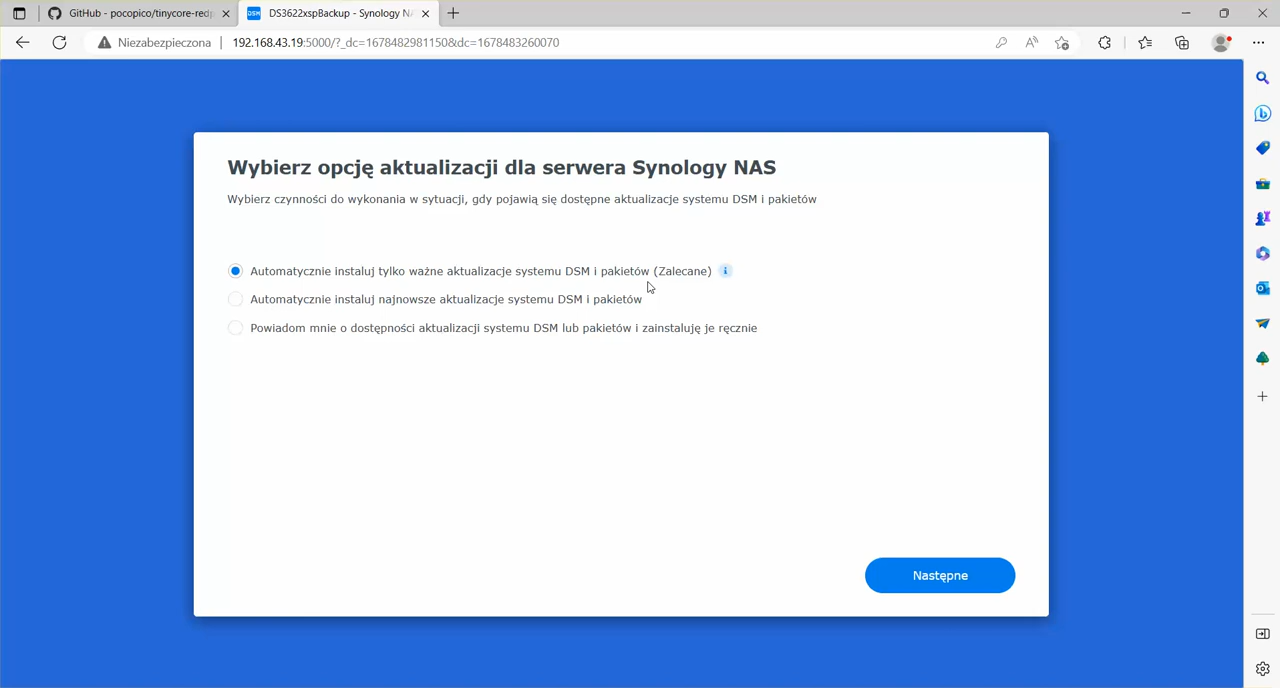 GitHub - pocopico/tinycore-redp
DSM
DS3622xspBackup - Synology NA
Niezabezpieczona
192.168.43.19:5000/?_dc=1678482981150&dc=1678483260070
Wybierz opcję aktualizacji dla serwera Synology NAS
Wybierz czynności do wykonania w sytuacji, gdy pojawią się dostępne aktualizacje systemu DSM i pakietów
Automatycznie instaluj tylko ważne aktualizacje systemu DSM i pakietów (Zalecane)
Automatycznie instaluj najnowsze aktualizacje systemu DSM i pakietów
Powiadom mnie o dostępności aktualizacji systemu DSM lub pakietów i zainstaluję je ręcznie
Następne